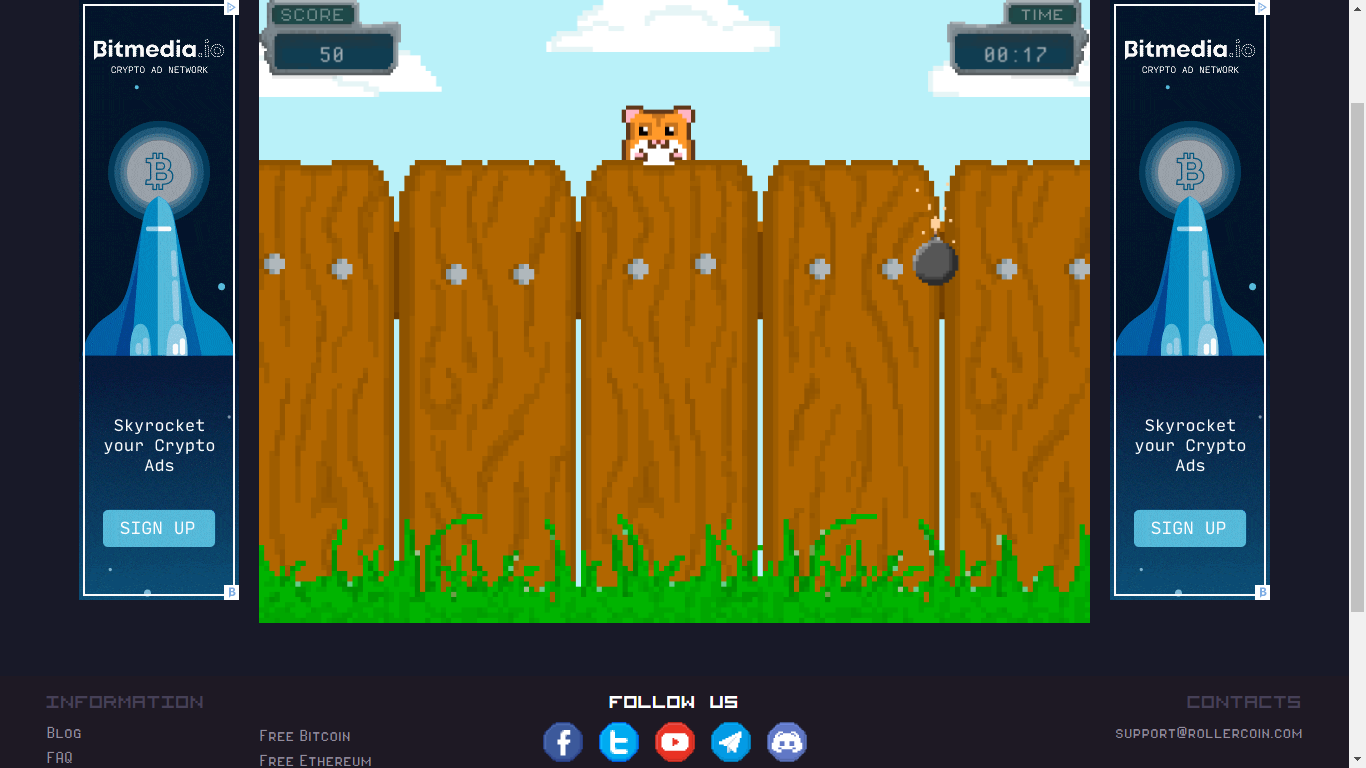 Bitmedia.io
CRYPTO AD NETWORK
Skyrocket
your Crypto
Ads
SIGN UP
B
SCORE
50
TIME
00:17
Bitmedia.io
CRYPTO AD NETWORK
Skyrocket
your Crypto
Ads
SIGN UP
B
INFORMATION
Blog
FAQ
Free Bitcoin
Free Ethereum
FOLLOW US
CONTACTS
support@rollercoin.com